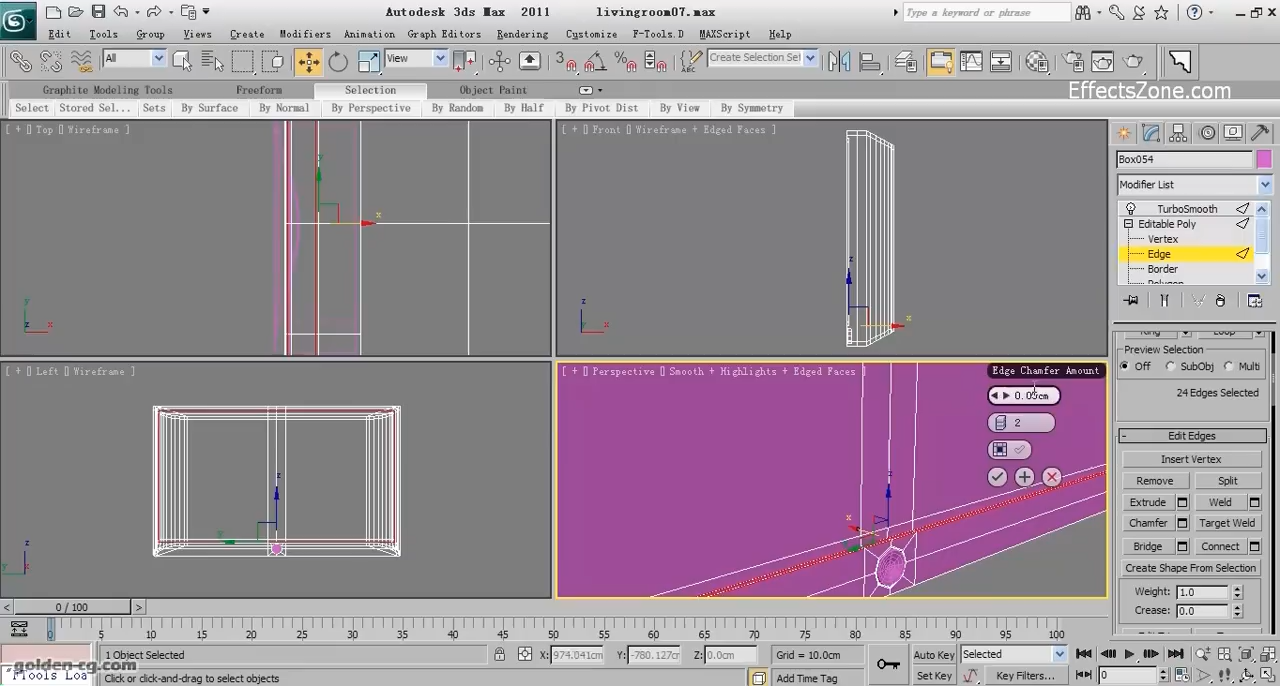 Autodesk 3ds Max 2011 livingroom07.max
Type a keyword or phrase
Edit Tools Group Views Create Modifiers Animation Graph Editors Rendering Customize F-Tools.D MAXScript Help
All View Create Selection Set
Graphite Modeling Tools Freeform Selection Object Paint
EffectsZone.com
Select Stored Sel... Sets By Surface By Normal By Perspective By Random By Half By Pivot Dist By View By Symmetry
[ + ] Top [] Wireframe ]
[ + ] Front [] Wireframe + Edged Faces ]
Box054
Modifier List
TurboSmooth
Editable Poly
Vertex
Edge
Border
Polygon
Ring Loop
Preview Selection
Off SubObj Multi
24 Edges Selected
[ + ] Left [] Wireframe ]
[ + ] Perspective [] Smooth + Highlights + Edged Faces ]
Edge Chamfer Amount
2
- Edit Edges
Insert Vertex
Remove Split
Extrude Weld
Chamfer Target Weld
Bridge Connect
Create Shape From Selection
Weight: 1.0
Crease: 0.0
0 / 100
0 5 10 15 20 25 30 35 40 45 50 55 60 65 70 75 80 85 90 95 100
1 Object Selected X: 974.041cm Y: -780.127cm Z: 0.0cm Grid = 10.0cm Auto Key Selected
golden-cg.com
Click or click-and-drag to select objects Add Time Tag Set Key Key Filters... 0